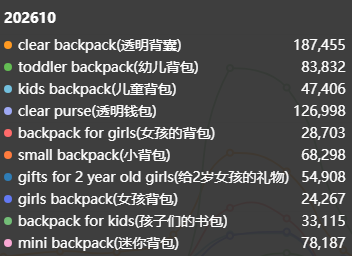 202610
clear backpack(透明背囊) 187,455
toddler backpack(幼儿背包) 83,832
kids backpack(儿童背包) 47,406
clear purse(透明钱包) 126,998
backpack for girls(女孩的背包) 28,703
small backpack(小背包) 68,298
gifts for 2 year old girls(给2岁女孩的礼物) 54,908
girls backpack(女孩背包) 24,267
backpack for kids(孩子们的书包) 33,115
mini backpack(迷你背包) 78,187